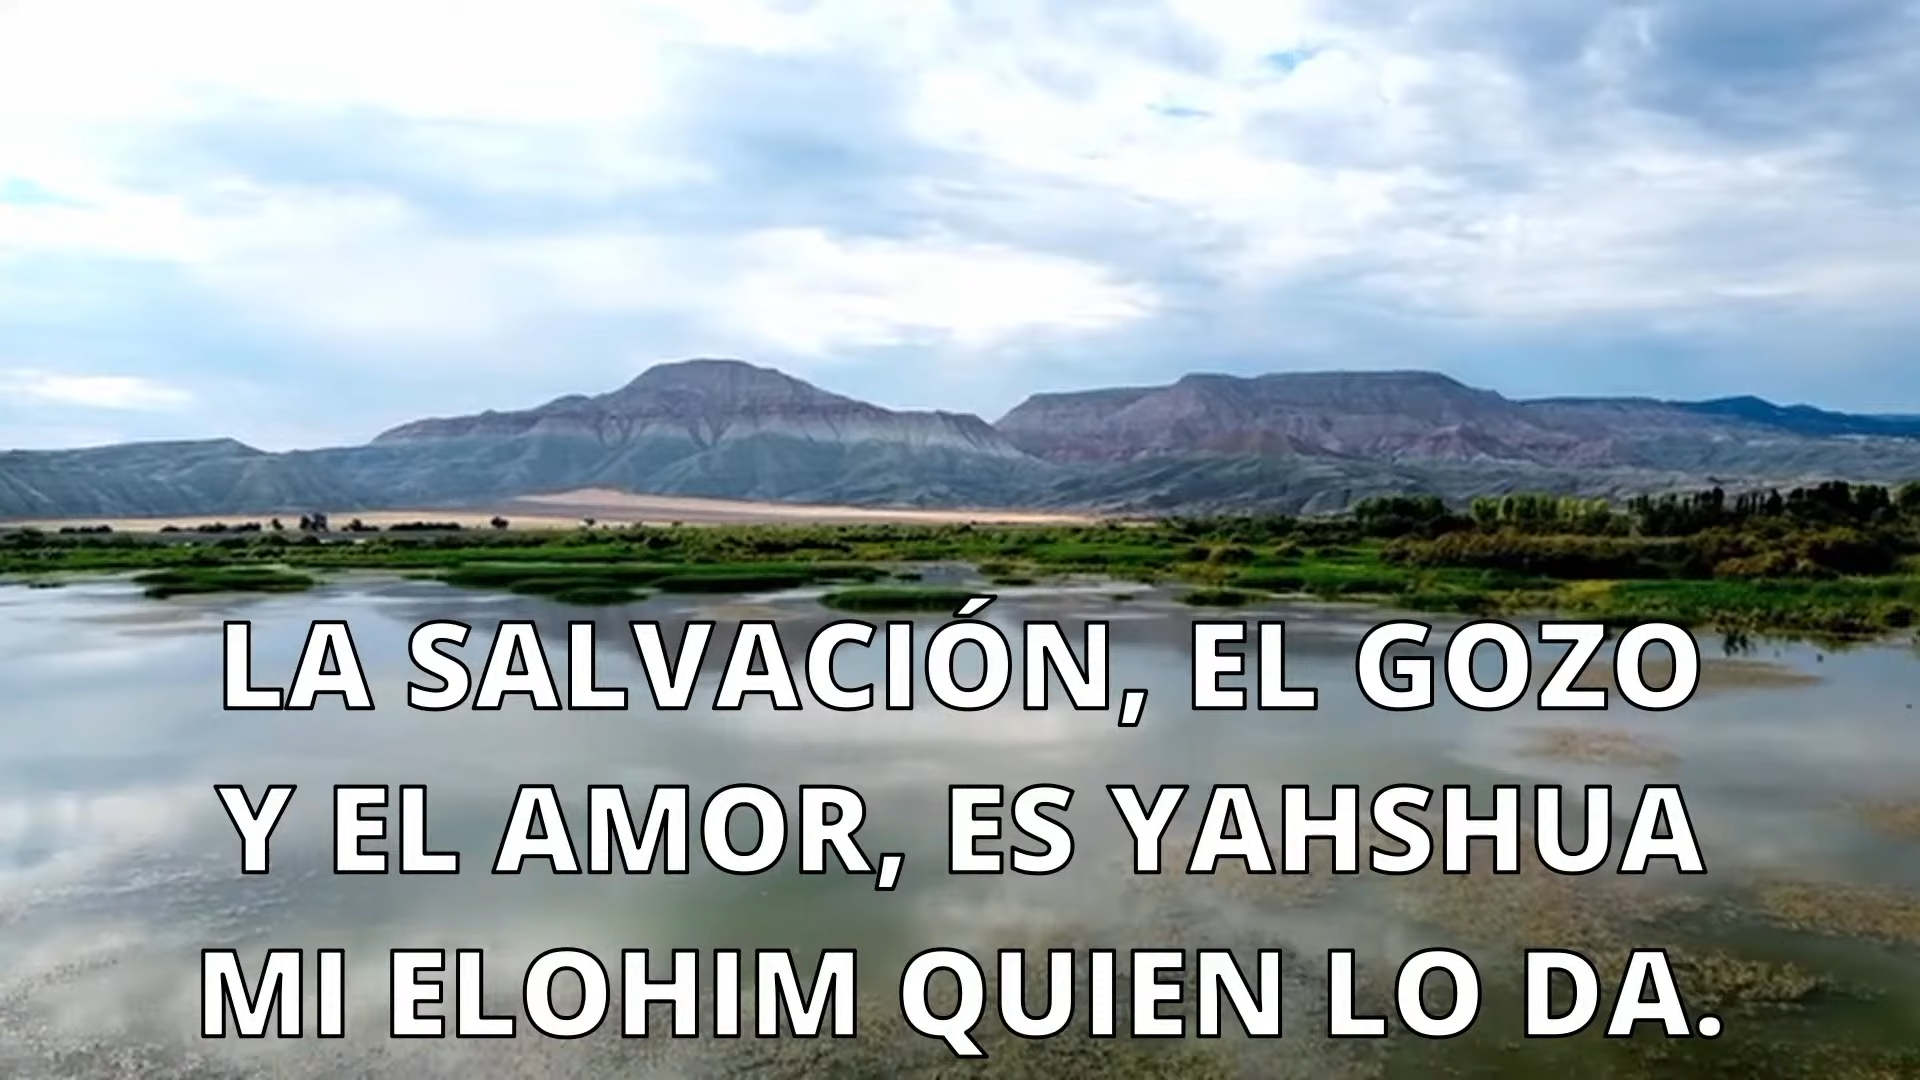 LA SALVACIÓN, EL GOZO
Y EL AMOR, ES YAHSHUA
MI ELOHIM QUIEN LO DA.